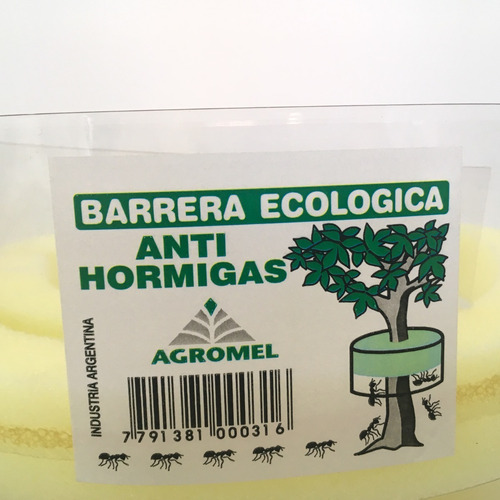 BARRERA ECOLOGICA
ANTI
HORMIGAS
AGROMEL
INDUSTRIA ARGENTINA
7 791381 000316